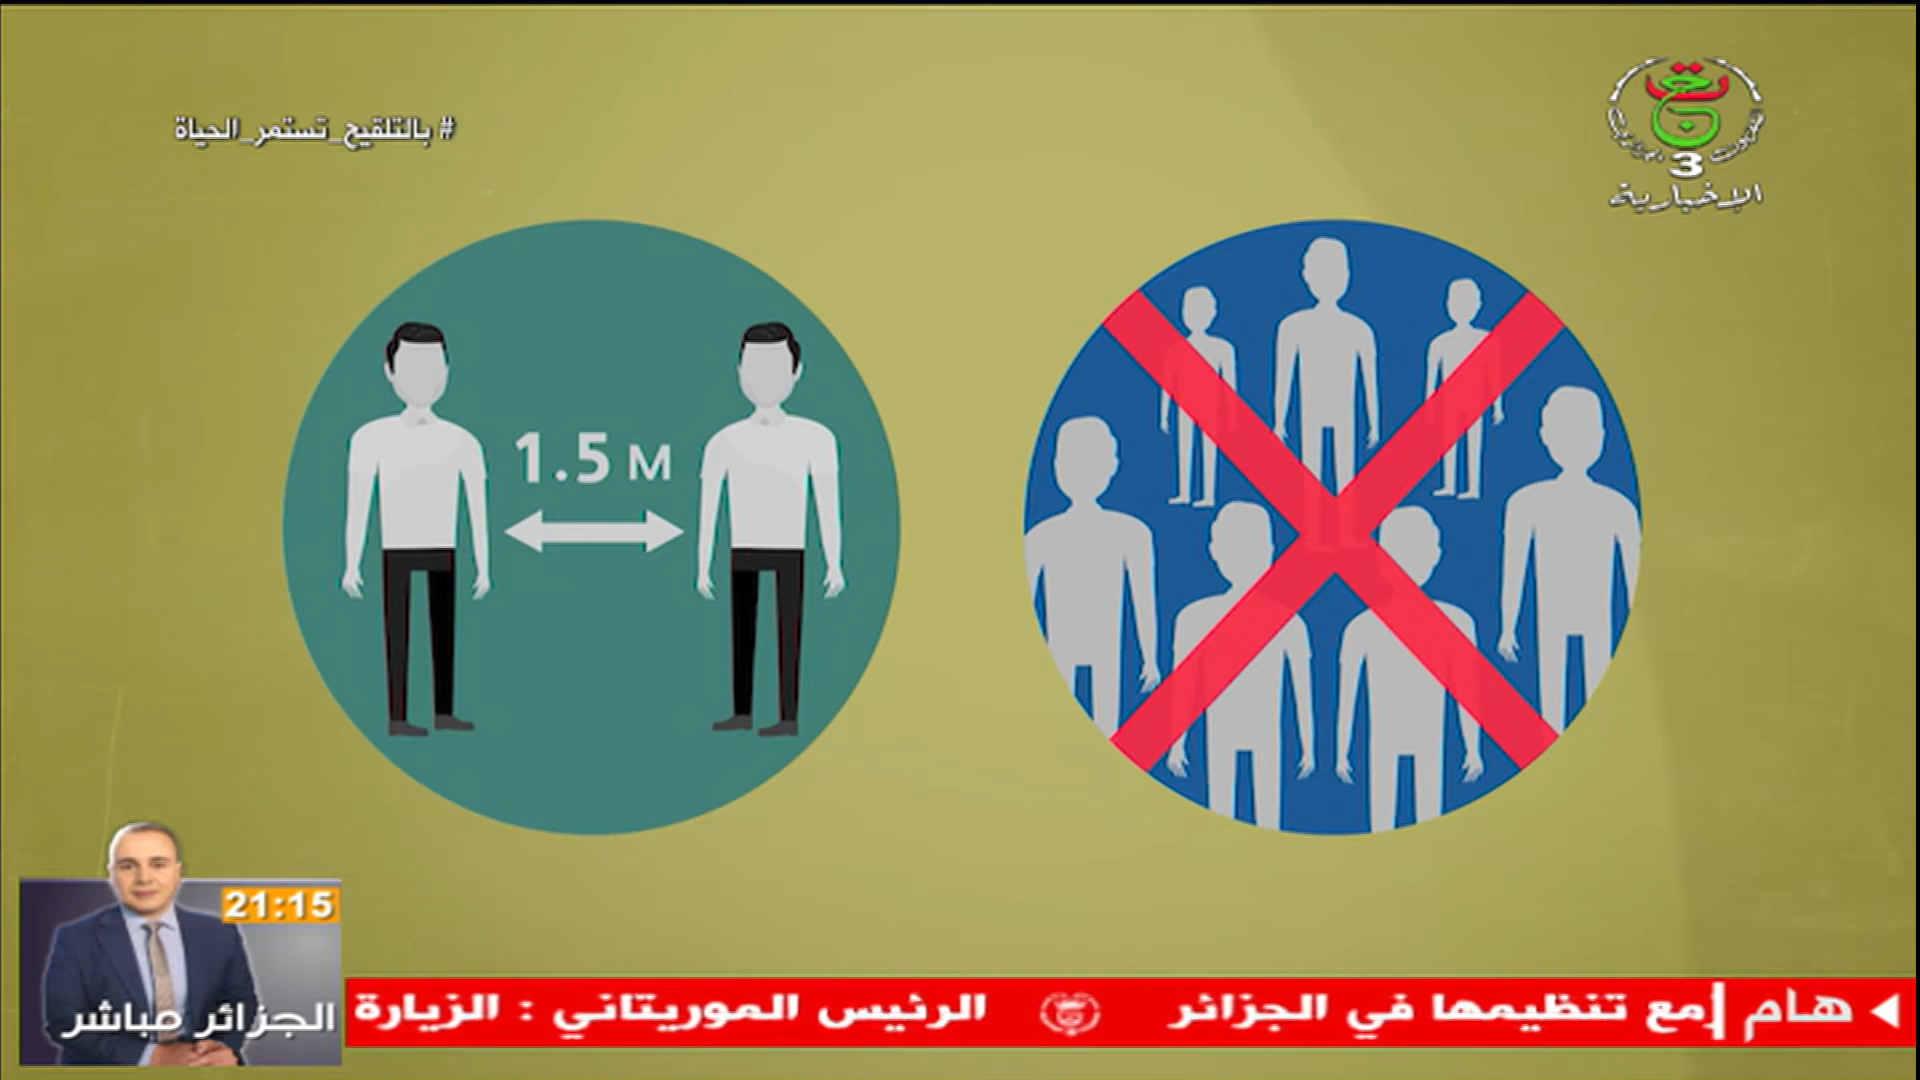 # بالتلقيح_تستمر_الحياة
3
الإخبارية
1.5 M
21:15
الجزائر مباشر
هام
مع تنظيمها في الجزائر
الرئيس الموريتاني : الزيارة